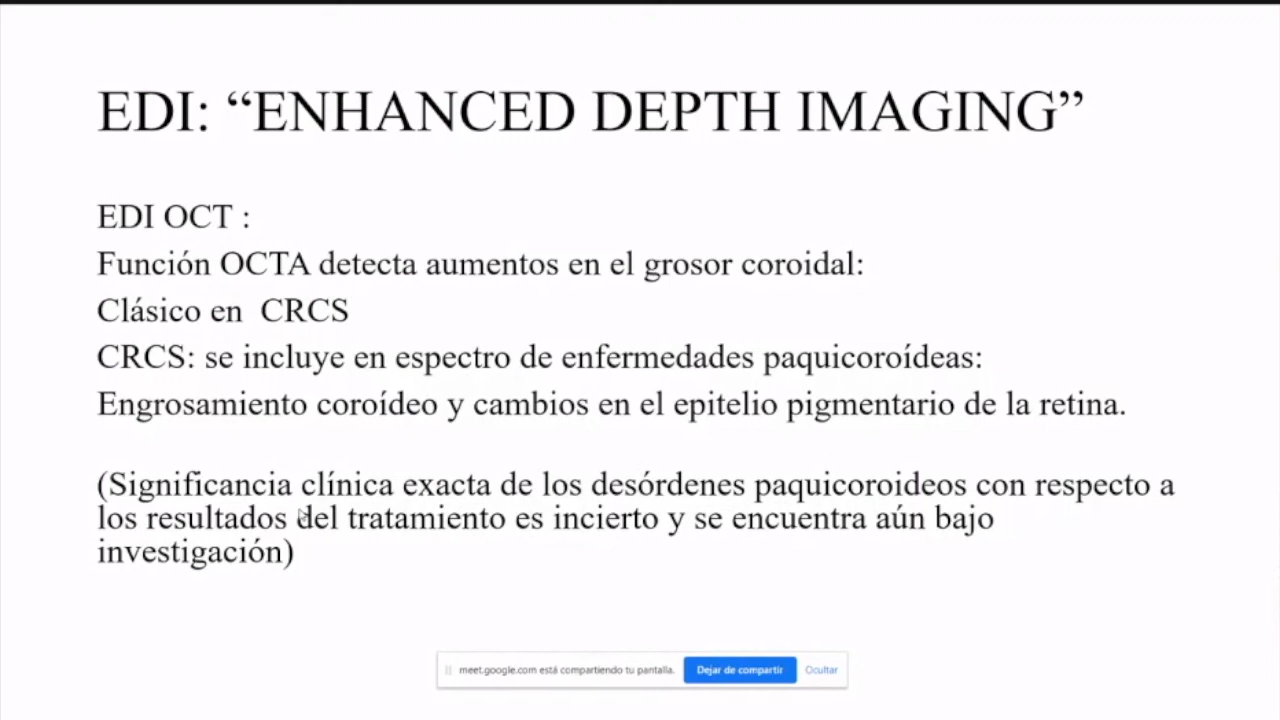 EDI: “ENHANCED DEPTH IMAGING”
EDI OCT :
Función OCTA detecta aumentos en el grosor coroidal:
Clásico en CRCS
CRCS: se incluye en espectro de enfermedades paquicoroídeas:
Engrosamiento coroídeo y cambios en el epitelio pigmentario de la retina.
(Significancia clínica exacta de los desórdenes paquicoroideos con respecto a
los resultados del tratamiento es incierto y se encuentra aún bajo
investigación)
meet.google.com está compartiendo tu pantalla. Dejar de compartir Ocultar